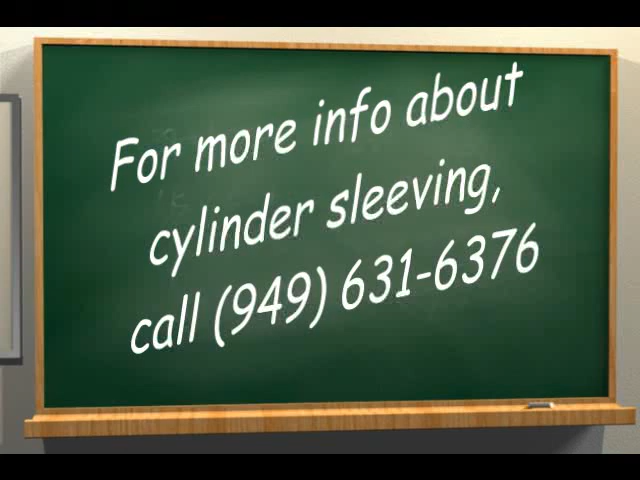 For more info about
cylinder sleeving,
call (949) 631-6376